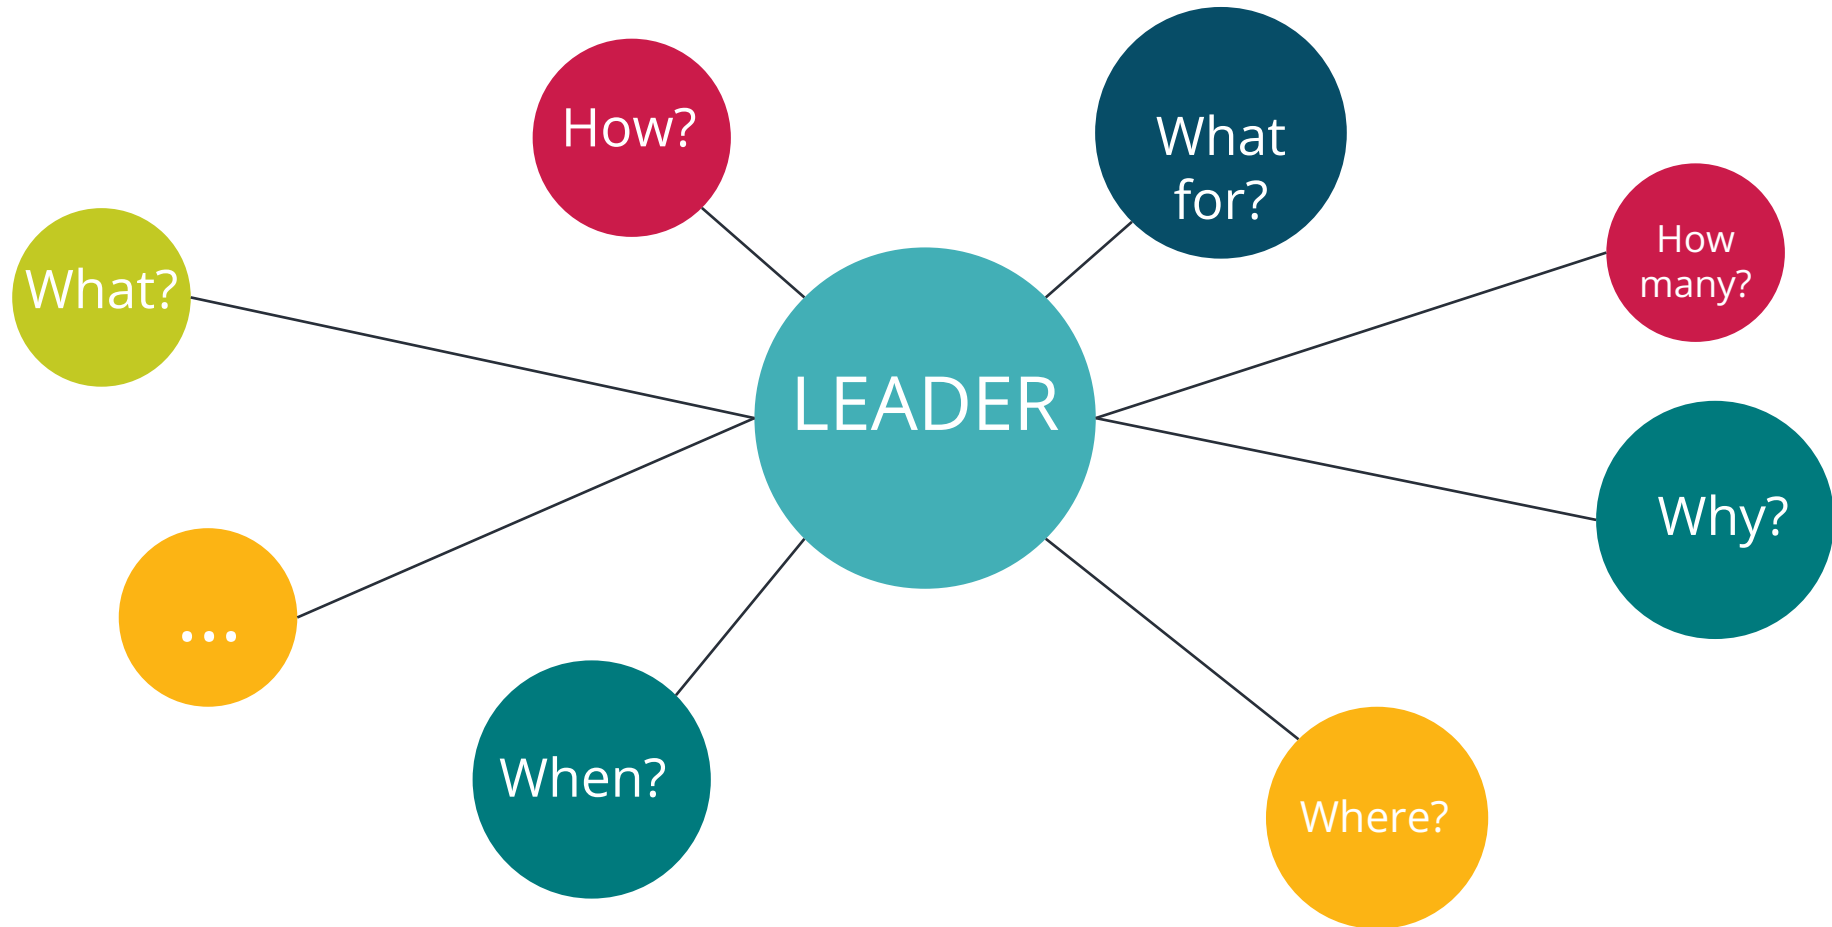 How?
What
for?
How
many?
What?
LEADER
Why?
...
When?
Where?